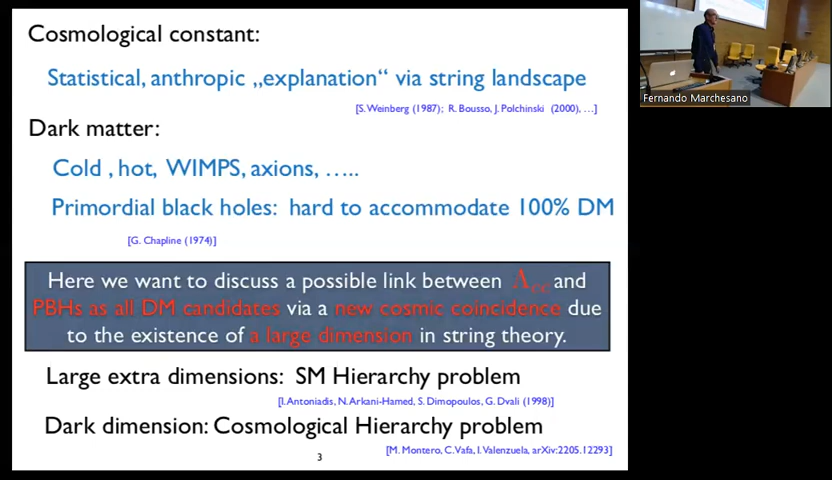 Cosmological constant:
Statistical, anthropic „explanation“ via string landscape
[S. Weinberg (1987); R. Bousso, J. Polchinski (2000), …]
Dark matter:
Cold , hot, WIMPS, axions, …..
Primordial black holes: hard to accommodate 100% DM
[G. Chapline (1974)]
Here we want to discuss a possible link between Λcc and
PBHs as all DM candidates via a new cosmic coincidence due
to the existence of a large dimension in string theory.
Large extra dimensions: SM Hierarchy problem
[I. Antoniadis, N. Arkani-Hamed, S. Dimopoulos, G. Dvali (1998)]
Dark dimension: Cosmological Hierarchy problem
[M. Montero, C. Vafa, I. Valenzuela, arXiv:2205.12293]
3
Fernando Marchesano